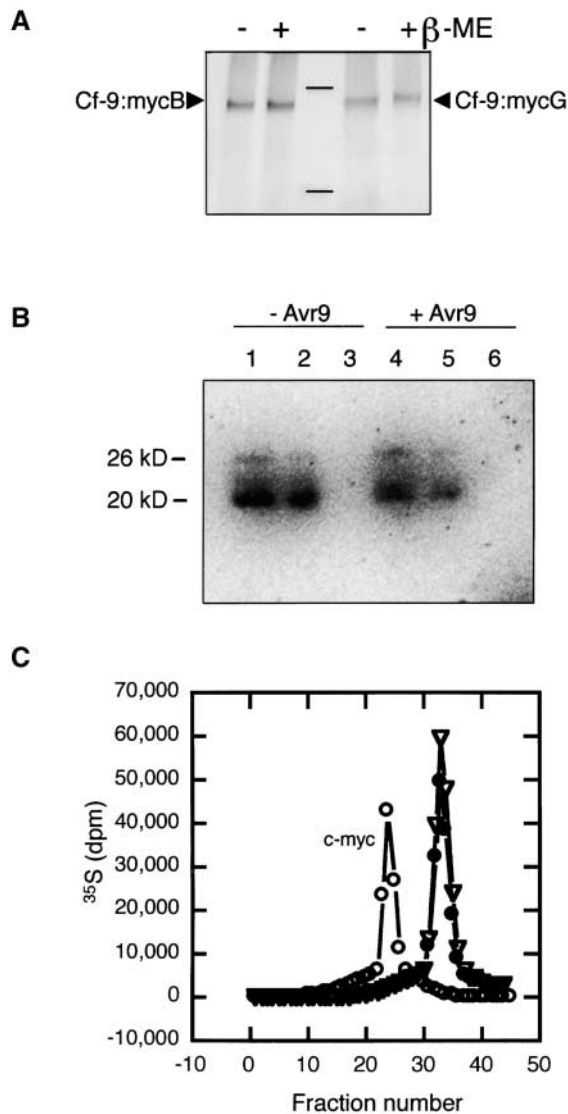 A
- + - + β-ME
Cf-9:mycB Cf-9:mycG
B
- Avr9 + Avr9
1 2 3 4 5 6
26 kD
20 kD
C
70,000
60,000
50,000
40,000
30,000
20,000
10,000
0
-10,000
³⁵S (dpm)
c-myc
-10 0 10 20 30 40 50
Fraction number